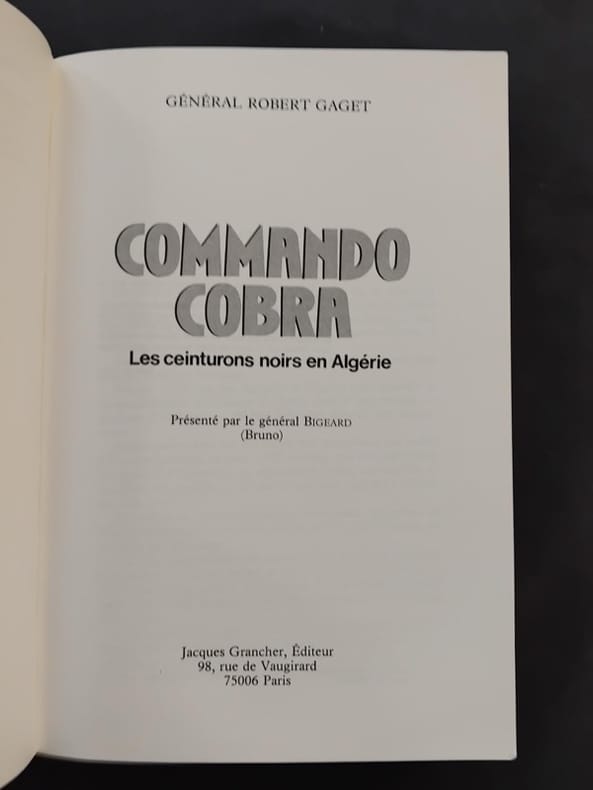 GÉNÉRAL ROBERT GAGET
COMMANDO
COBRA
Les ceinturons noirs en Algérie
Présenté par le général BIGEARD
(Bruno)
Jacques Grancher, Éditeur
98, rue de Vaugirard
75006 Paris